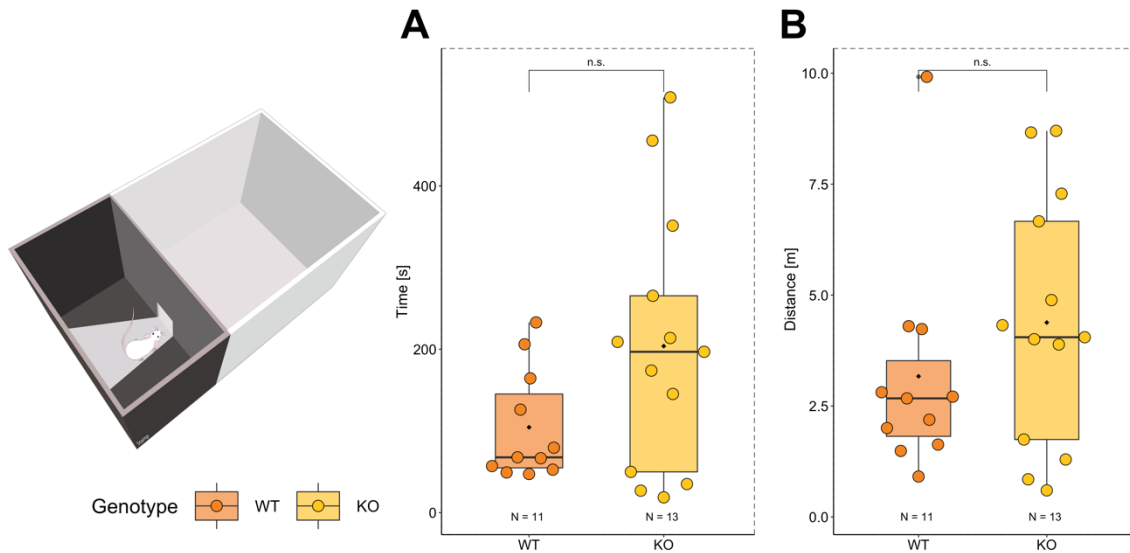 A
B
n.s.
n.s.
Time [s]
400
200
0
N = 11
N = 13
WT
KO
Distance [m]
10.0
7.5
5.0
2.5
0.0
N = 11
N = 13
WT
KO
Genotype
WT
KO